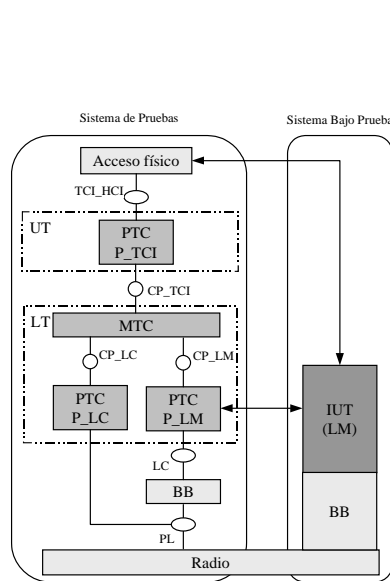 Sistema de Pruebas
Sistema Bajo Prueba
Acceso físico
TCI_HCI
UT
PTC
P_TCI
CP_TCI
LT
MTC
CP_LC
CP_LM
PTC
P_LC
PTC
P_LM
IUT
(LM)
LC
BB
BB
PL
Radio